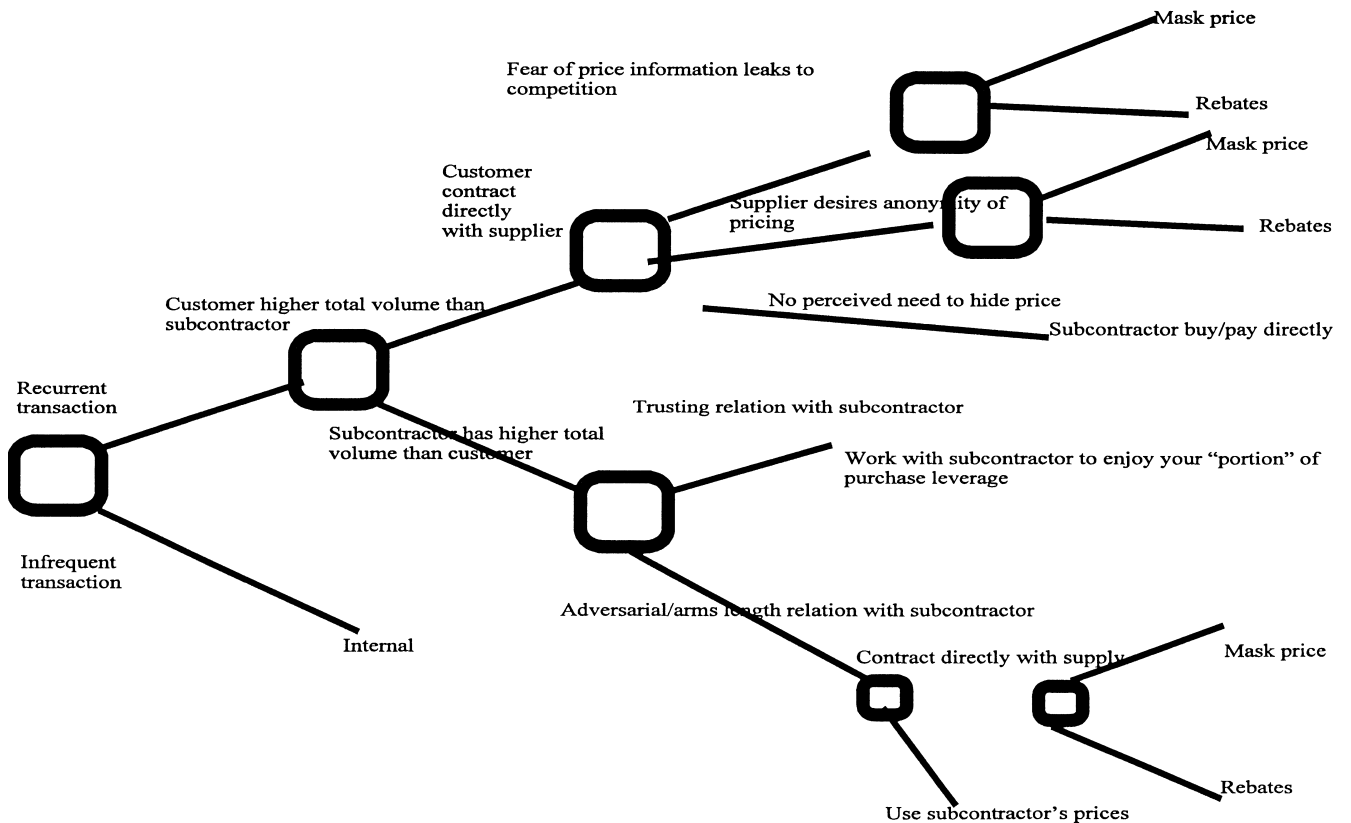 Mask price
Fear of price information leaks to
competition
Rebates
Mask price
Customer
contract
directly
with supplier
Supplier desires anonymity of
pricing
Rebates
No perceived need to hide price
Customer higher total volume than
subcontractor
Subcontractor buy/pay directly
Recurrent
transaction
Trusting relation with subcontractor
Subcontractor has higher total
volume than customer
Work with subcontractor to enjoy your “portion” of
purchase leverage
Infrequent
transaction
Adversarial/arms length relation with subcontractor
Internal
Contract directly with supply
Mask price
Rebates
Use subcontractor’s prices